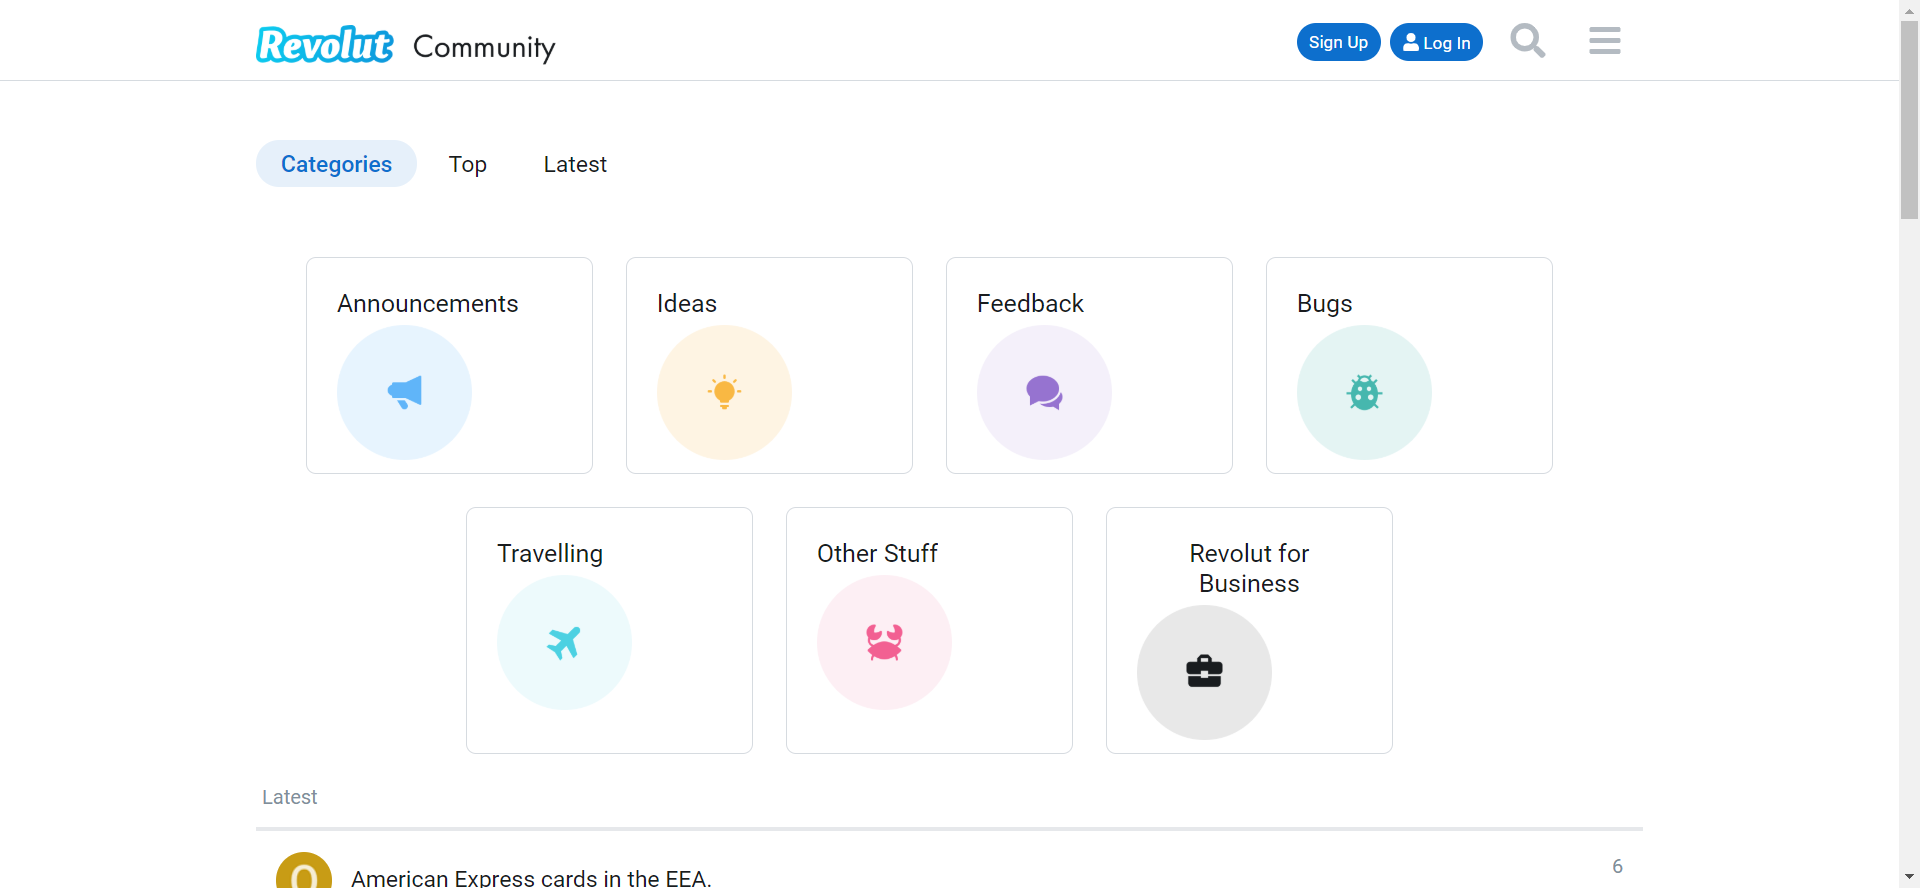 Revolut Community
Sign Up
Log In
Categories
Top
Latest
Announcements
Ideas
Feedback
Bugs
Travelling
Other Stuff
Revolut for
Business
Latest
O
American Express cards in the EEA.
6